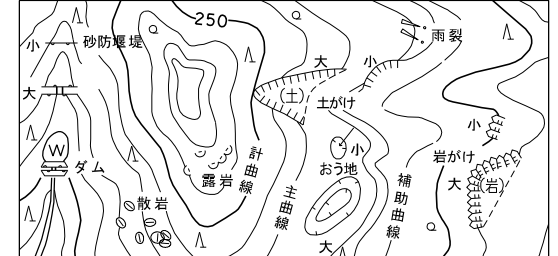 250
小 砂防堰堤
雨裂
大
小
大
(土)
土がけ
小
W
ダム
小
岩がけ
おう地
大
(岩)
露岩
計曲線
主曲線
補助曲線
散岩
大